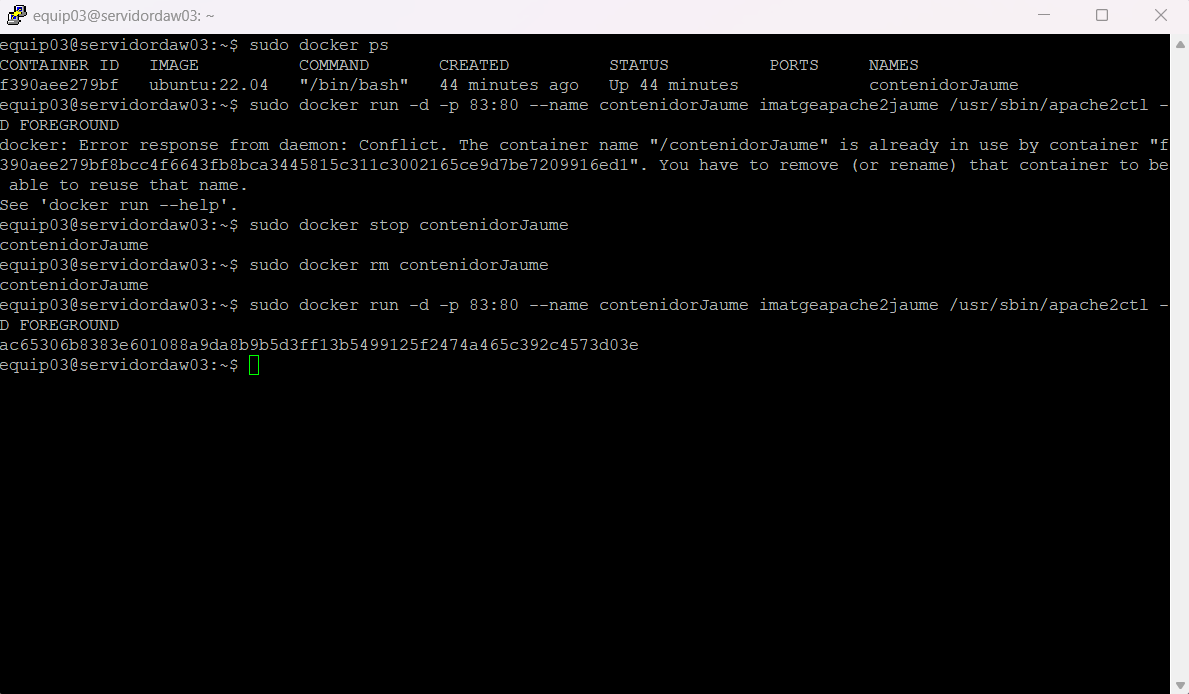 equip03@servidordaw03: ~
equip03@servidordaw03:~$ sudo docker ps
CONTAINER ID   IMAGE          COMMAND       CREATED          STATUS          PORTS     NAMES
f390aee279bf   ubuntu:22.04   "/bin/bash"   44 minutes ago   Up 44 minutes             contenidorJaume
equip03@servidordaw03:~$ sudo docker run -d -p 83:80 --name contenidorJaume imatgeapache2jaume /usr/sbin/apache2ctl -
D FOREGROUND
docker: Error response from daemon: Conflict. The container name "/contenidorJaume" is already in use by container "f
390aee279bf8bcc4f6643fb8bca3445815c311c3002165ce9d7be7209916ed1". You have to remove (or rename) that container to be
 able to reuse that name.
See 'docker run --help'.
equip03@servidordaw03:~$ sudo docker stop contenidorJaume
contenidorJaume
equip03@servidordaw03:~$ sudo docker rm contenidorJaume
contenidorJaume
equip03@servidordaw03:~$ sudo docker run -d -p 83:80 --name contenidorJaume imatgeapache2jaume /usr/sbin/apache2ctl -
D FOREGROUND
ac65306b8383e601088a9da8b9b5d3ff13b5499125f2474a465c392c4573d03e
equip03@servidordaw03:~$